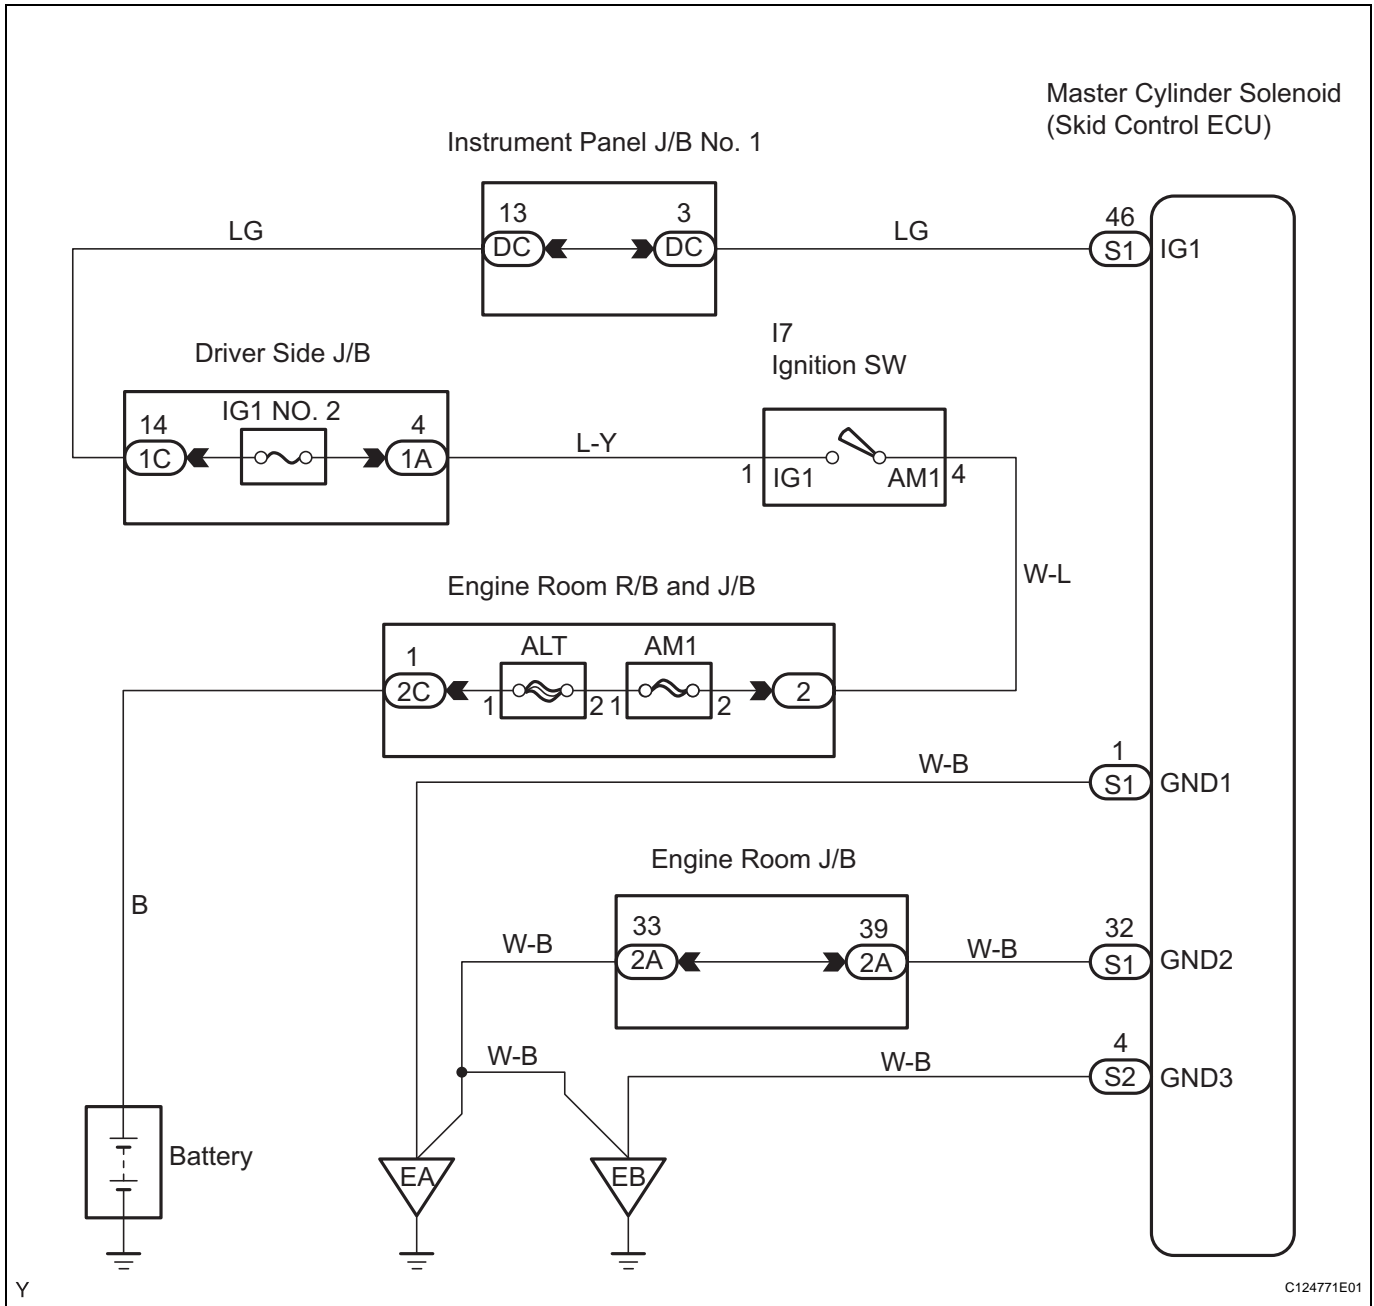 Master Cylinder Solenoid
(Skid Control ECU)
Instrument Panel J/B No. 1
13
3
DC
DC
LG
LG
46
S1
IG1
I7
Ignition SW
Driver Side J/B
IG1 NO. 2
14
4
1C
1A
L-Y
1
IG1
AM1
4
W-L
Engine Room R/B and J/B
1
ALT
AM1
2C
1
2
1
2
2
W-B
1
S1
GND1
Engine Room J/B
B
33
39
2A
2A
W-B
W-B
32
S1
GND2
W-B
W-B
4
S2
GND3
Battery
EA
EB
Y
C124771E01